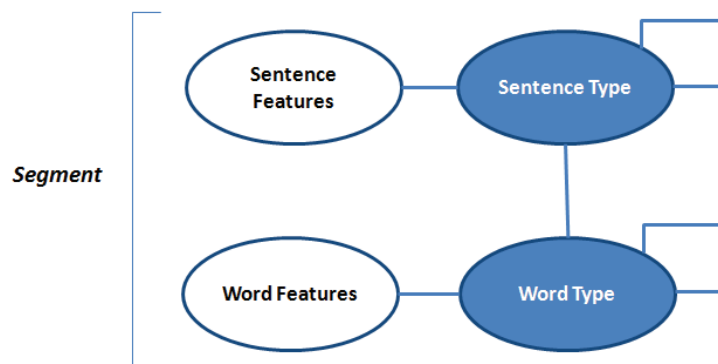 Sentence
Features
Sentence Type
Segment
Word Features
Word Type